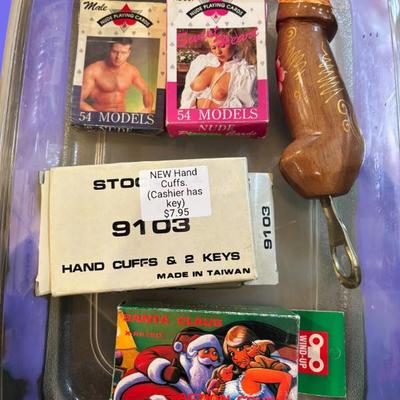 Male
NUDE PLAYING CARDS
54 MODELS
NUDE
NUDE PLAYING CARDS
54 MODELS
NUDE
STOC
NEW Hand
Cuffs.
(Cashier has
key)
$7.95
9103
9103
HAND CUFFS & 2 KEYS
MADE IN TAIWAN
SANTA CLAUS
WIND-UP